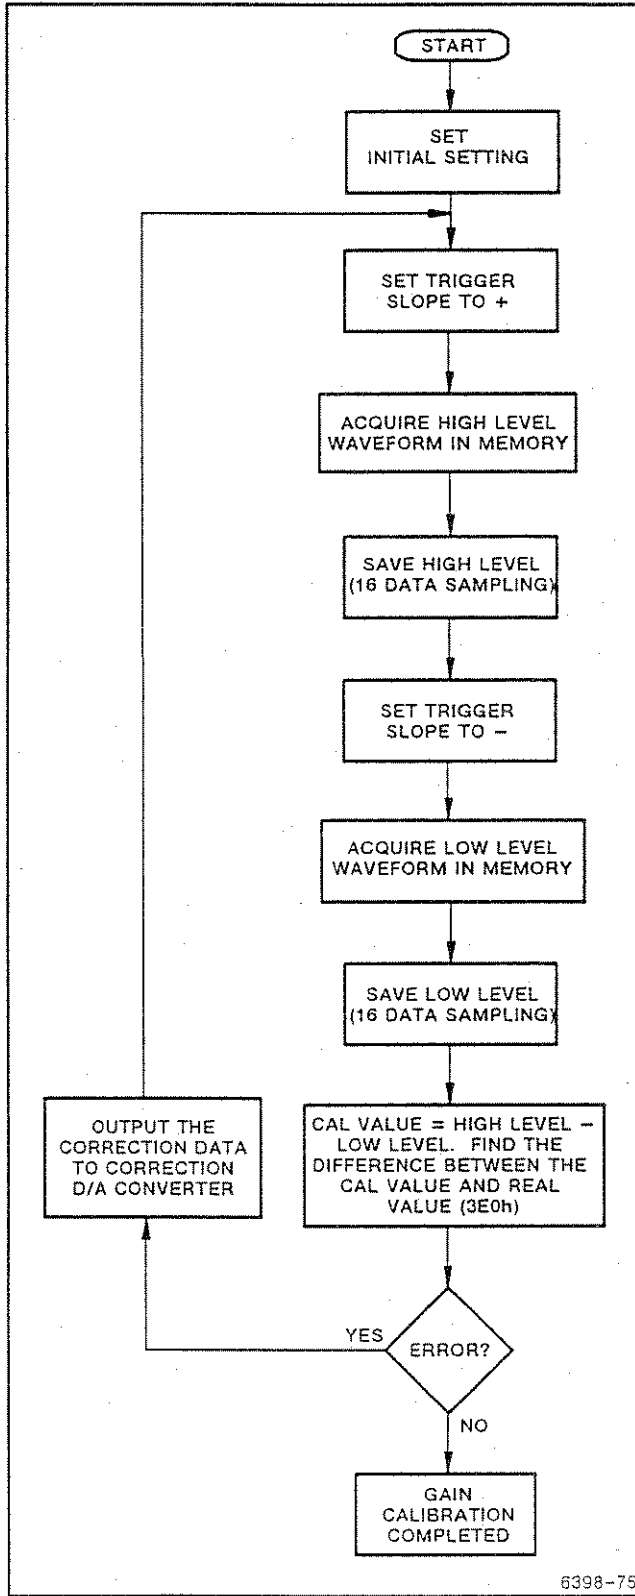 START
SET
INITIAL SETTING
SET TRIGGER
SLOPE TO +
ACQUIRE HIGH LEVEL
WAVEFORM IN MEMORY
SAVE HIGH LEVEL
(16 DATA SAMPLING)
SET TRIGGER
SLOPE TO −
ACQUIRE LOW LEVEL
WAVEFORM IN MEMORY
SAVE LOW LEVEL
(16 DATA SAMPLING)
CAL VALUE = HIGH LEVEL −
LOW LEVEL. FIND THE
DIFFERENCE BETWEEN THE
CAL VALUE AND REAL
VALUE (3E0h)
OUTPUT THE
CORRECTION DATA
TO CORRECTION
D/A CONVERTER
YES
ERROR?
NO
GAIN
CALIBRATION
COMPLETED
6398-75